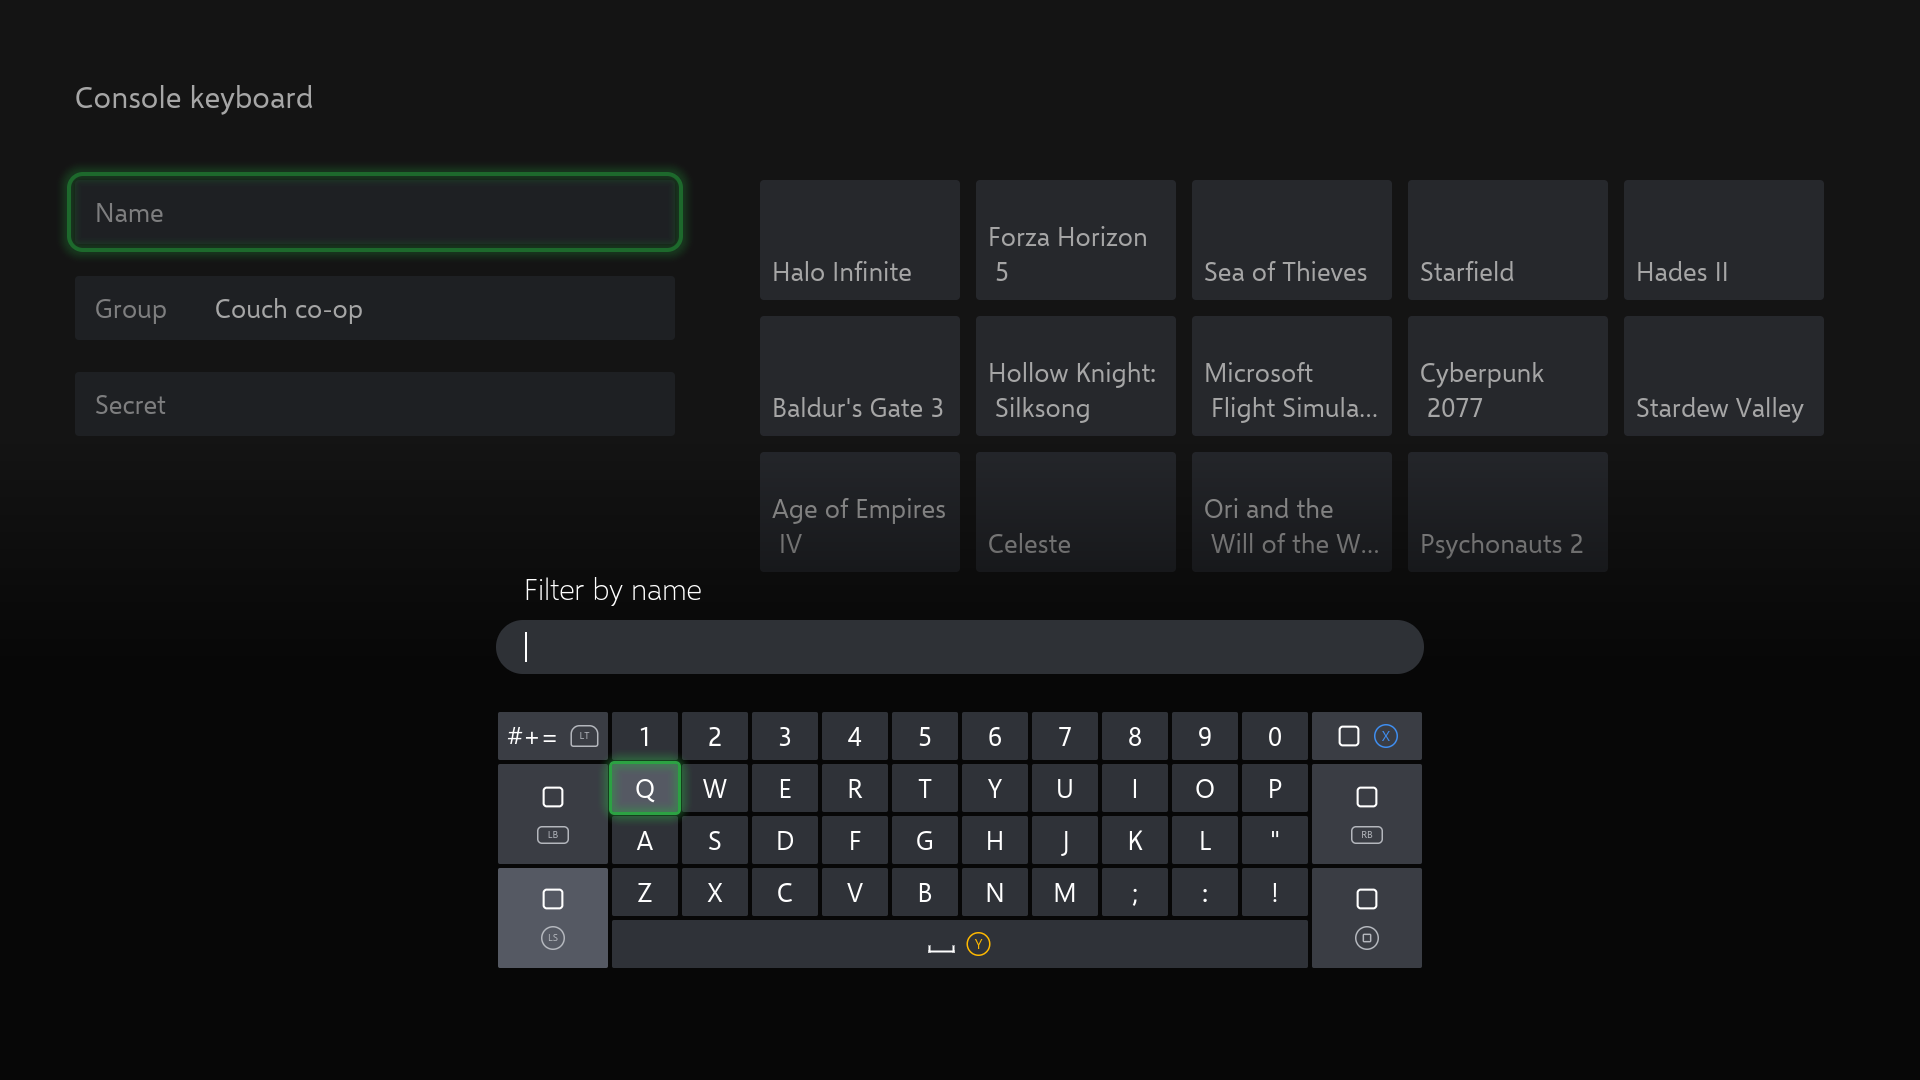 Console keyboard
Name
Group Couch co-op
Secret
Halo Infinite
Forza Horizon
5
Sea of Thieves
Starfield
Hades II
Baldur's Gate 3
Hollow Knight:
Silksong
Microsoft
Flight Simula...
Cyberpunk
2077
Stardew Valley
Age of Empires
IV
Celeste
Ori and the
Will of the W...
Psychonauts 2
Filter by name
#+= LT 1 2 3 4 5 6 7 8 9 0 X
Q W E R T Y U I O P
LB RB
A S D F G H J K L "
Z X C V B N M ; : !
LS Y